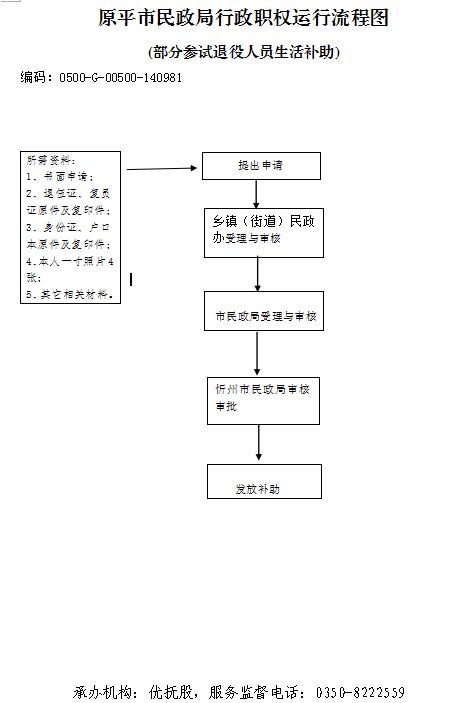 原平市民政局行政职权运行流程图
(部分参试退役人员生活补助)
编码：0500-G-00500-140981
所需资料：
1、书面申请；
2、退伍证、复员
证原件及复印件；
3、身份证、户口
本原件及复印件；
4.本人一寸照片4
张；
5、其它相关材料。
提出申请
乡镇（街道）民政
办受理与审核
市民政局受理与审核
忻州市民政局审核
审批
发放补助
承办机构：优抚股，服务监督电话：0350-8222559